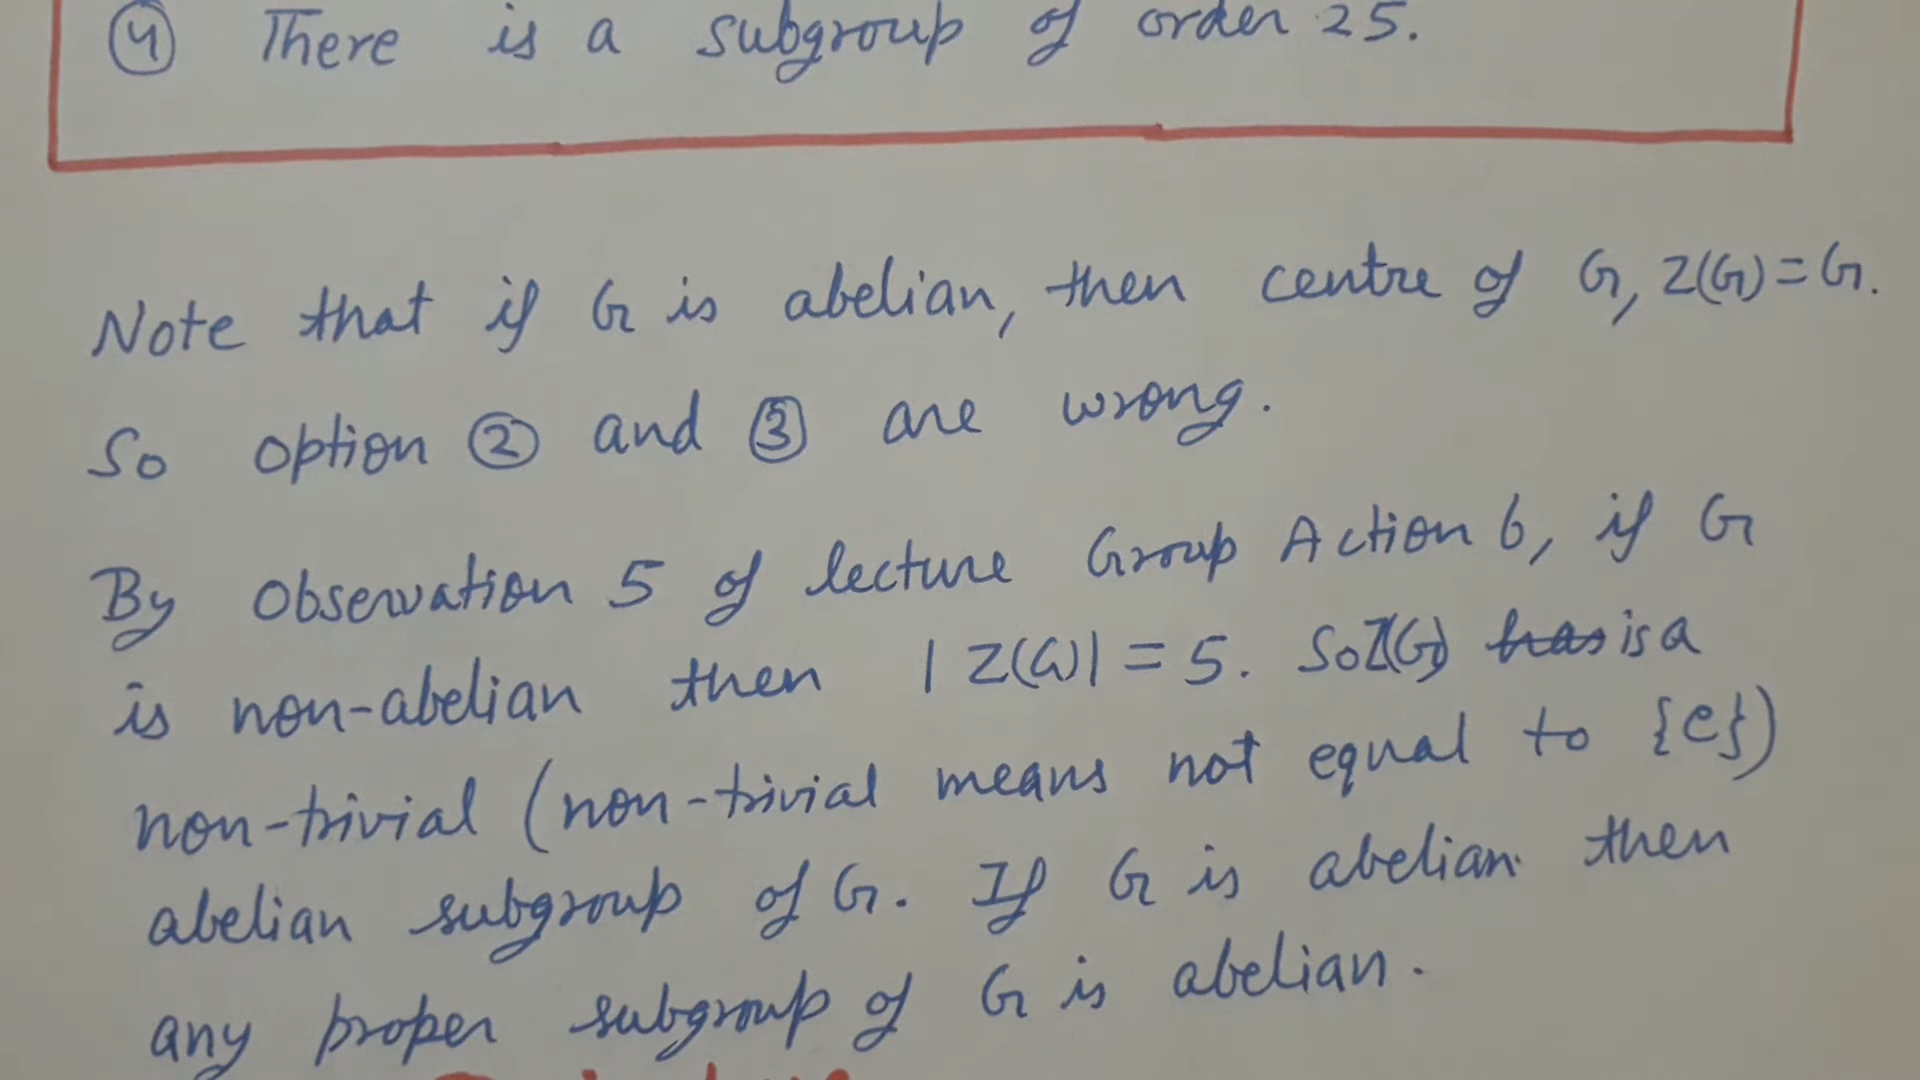 ④ There is a subgroup of order 25.
Note that if G is abelian, then centre of G, Z(G)=G.
So option ② and ③ are wrong.
By Observation 5 of lecture Group Action 6, if G
is non-abelian then |Z(G)| = 5. So Z(G) has is a
non-trivial (non-trivial means not equal to {e})
abelian subgroup of G. If G is abelian then
any proper subgroup of G is abelian.